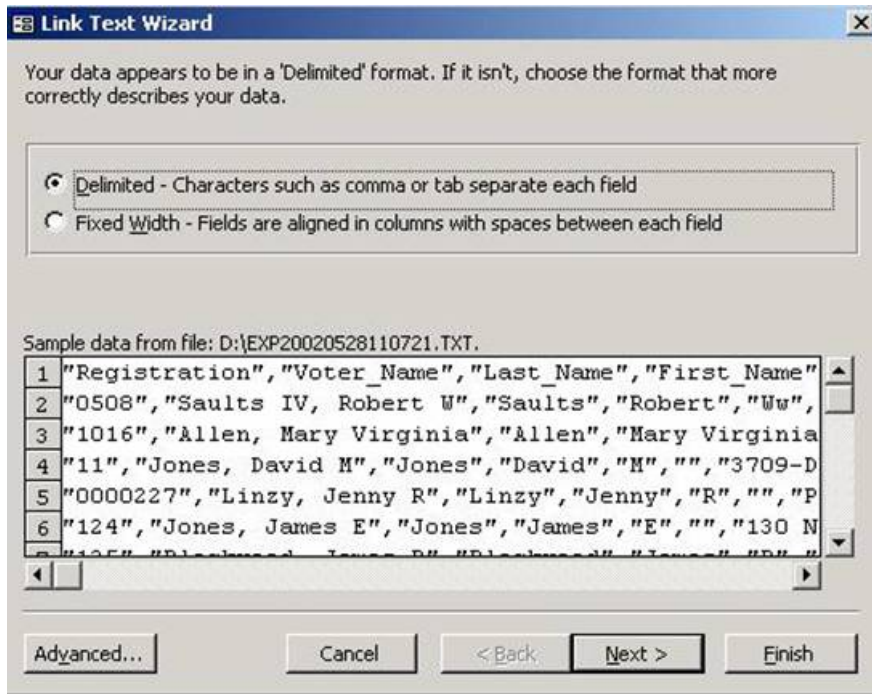 Link Text Wizard
Your data appears to be in a 'Delimited' format. If it isn't, choose the format that more
correctly describes your data.
Delimited - Characters such as comma or tab separate each field
Fixed Width - Fields are aligned in columns with spaces between each field
Sample data from file: D:\EXP20020528110721.TXT.
1 "Registration","Voter_Name","Last_Name","First_Name"
2 "0508","Saults IV, Robert W","Saults","Robert","Ww",
3 "1016","Allen, Mary Virginia","Allen","Mary Virginia
4 "11","Jones, David M","Jones","David","M","","3709-D
5 "0000227","Linzy, Jenny R","Linzy","Jenny","R","","P
6 "124","Jones, James E","Jones","James","E","","130 N
Advanced... Cancel < Back Next > Finish